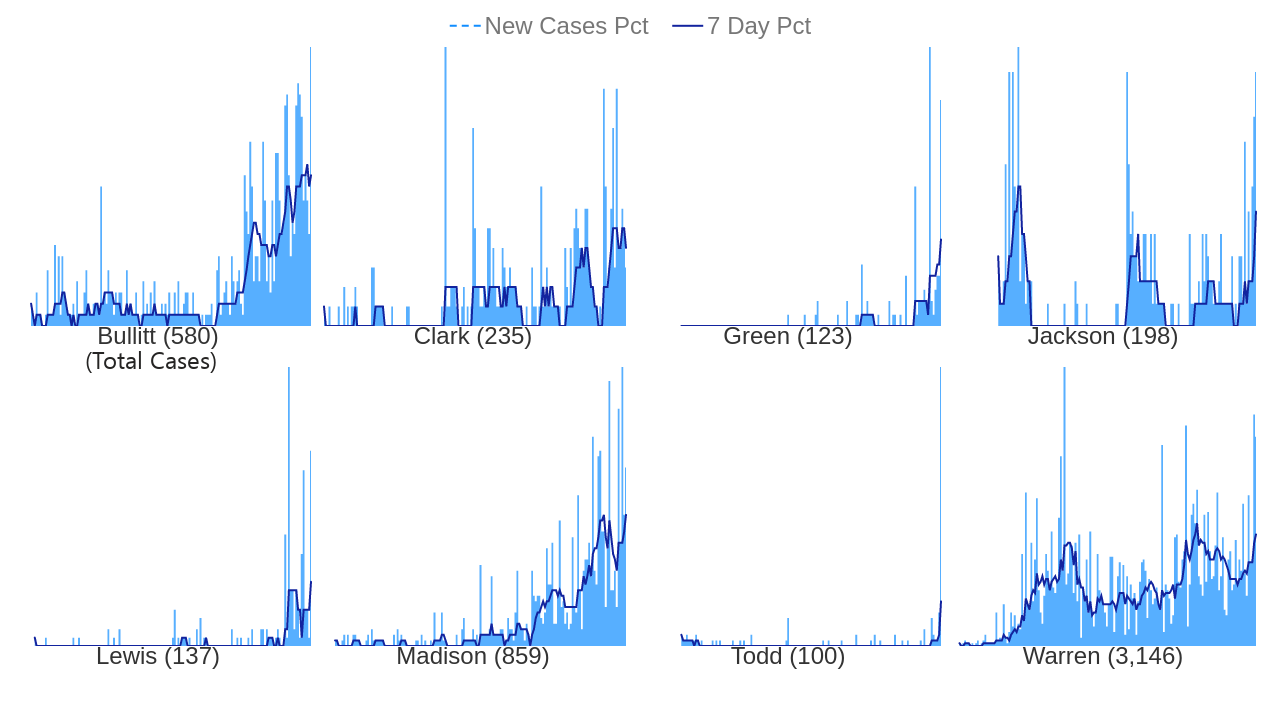 New Cases Pct 7 Day Pct
Bullitt (580) Clark (235) Green (123) Jackson (198)
(Total Cases)
Lewis (137) Madison (859) Todd (100) Warren (3,146)